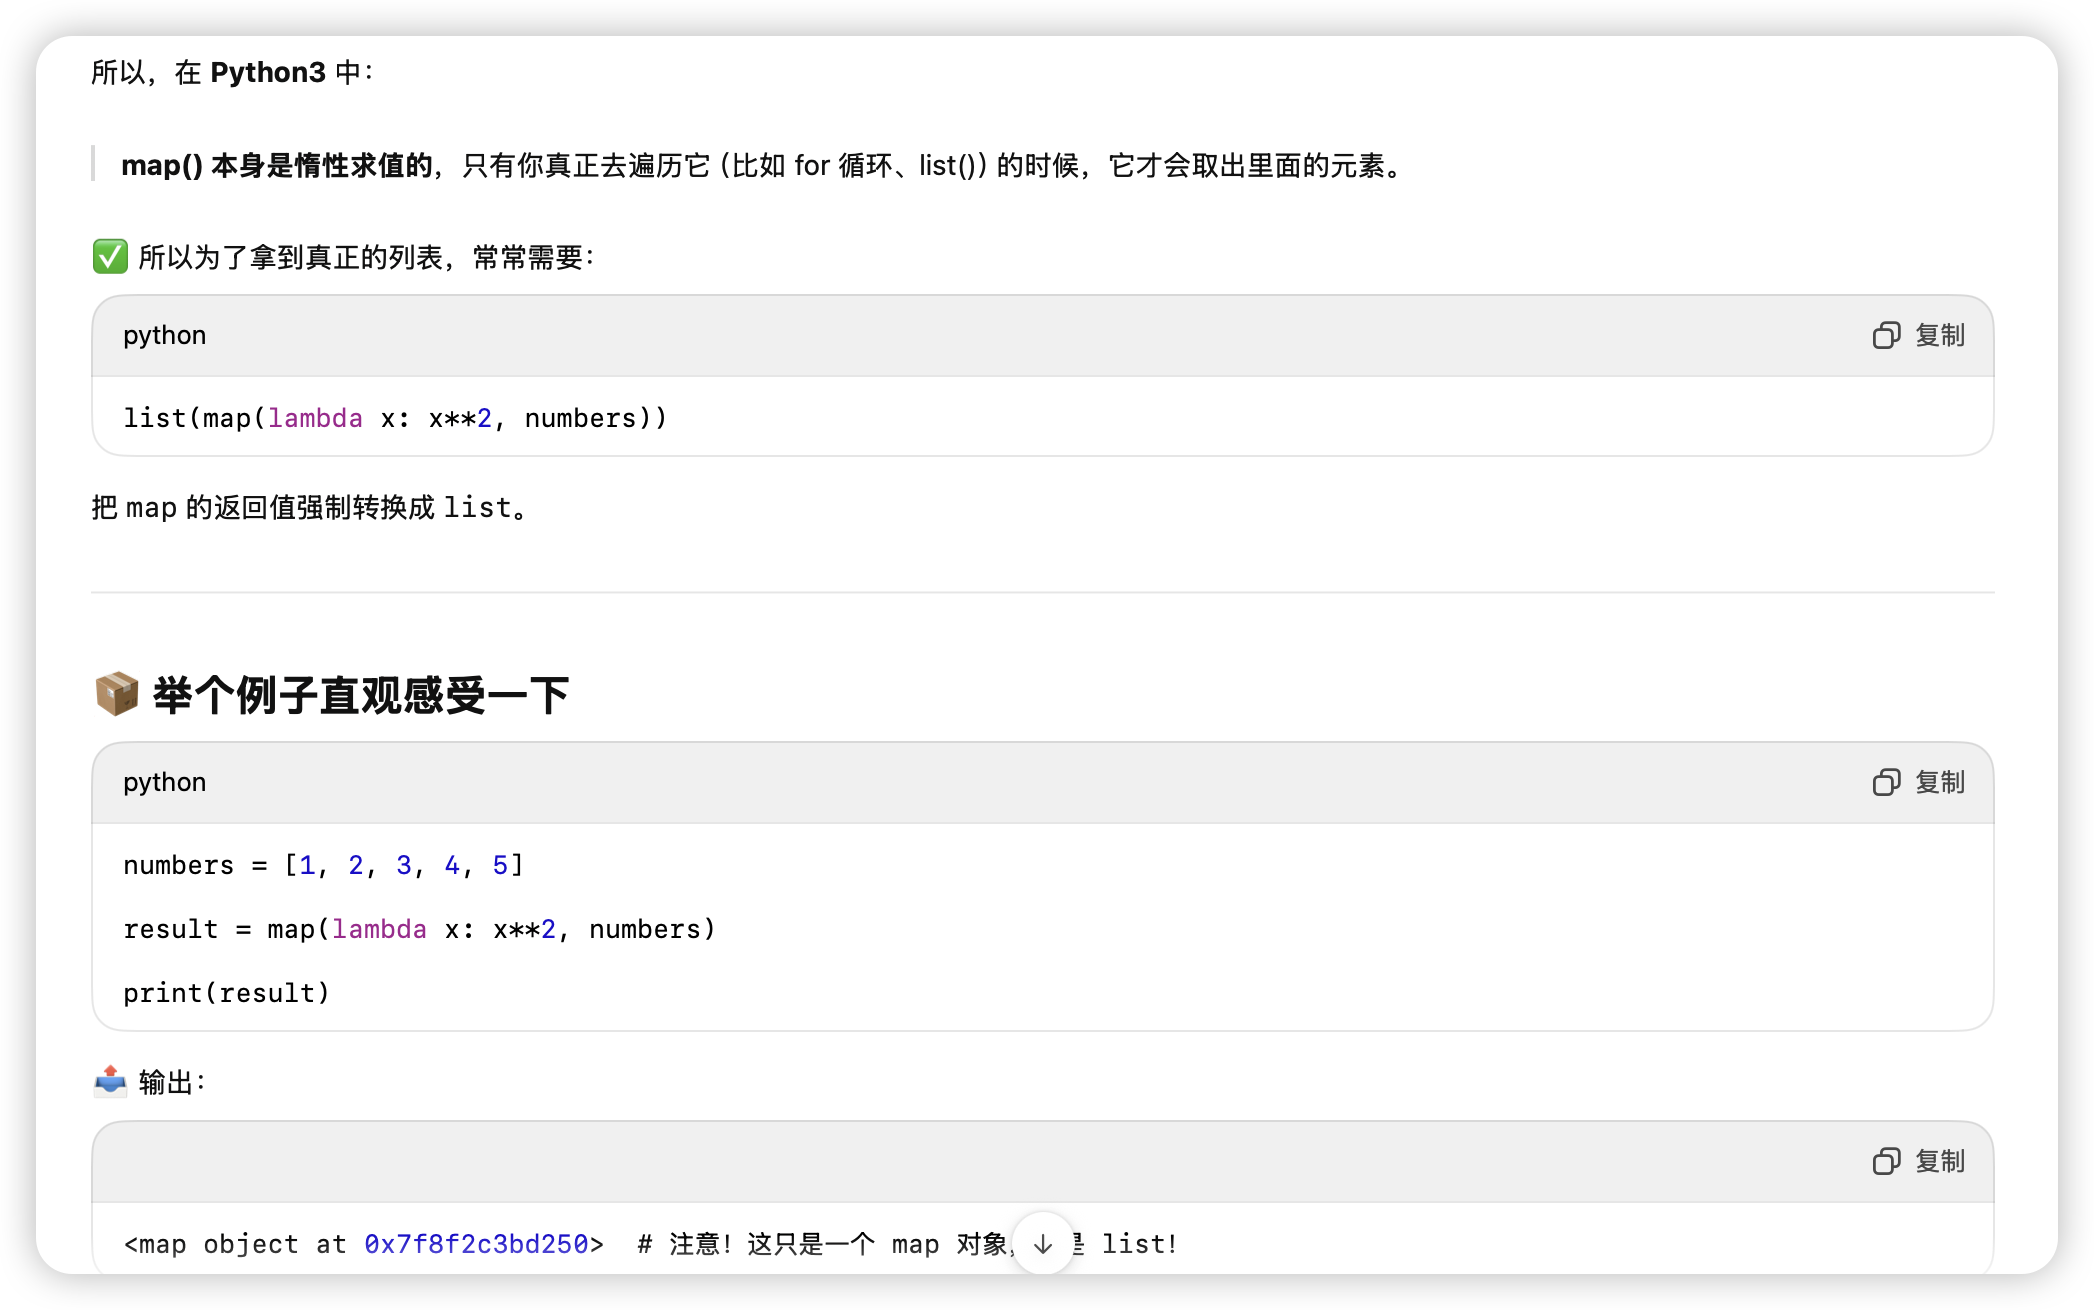 所以，在 Python3 中：
map() 本身是惰性求值的，只有你真正去遍历它（比如 for 循环、list()）的时候，它才会取出里面的元素。
✅ 所以为了拿到真正的列表，常常需要：
python
复制
list(map(lambda x: x**2, numbers))
把 map 的返回值强制转换成 list。
📦 举个例子直观感受一下
python
复制
numbers = [1, 2, 3, 4, 5]
result = map(lambda x: x**2, numbers)
print(result)
📤 输出：
复制
<map object at 0x7f8f2c3bd250>  # 注意！这只是一个 map 对象，是 list!